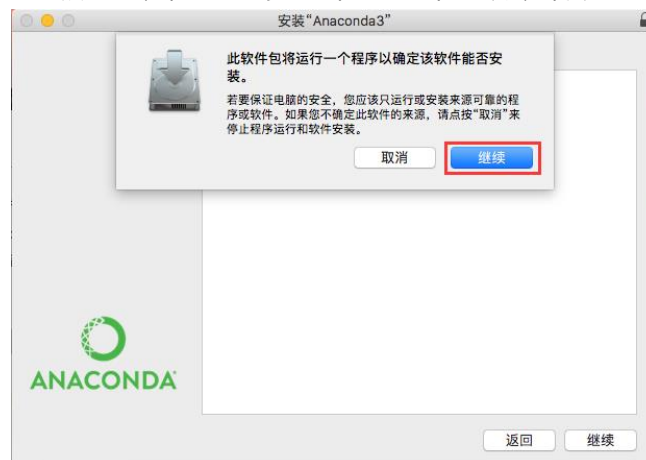 安装“Anaconda3”
此软件包将运行一个程序以确定该软件能否安
装。
若要保证电脑的安全，您应该只运行或安装来源可靠的程
序或软件。如果您不确定此软件的来源，请点按“取消”来
停止程序运行和软件安装。
取消
继续
ANACONDA
返回
继续